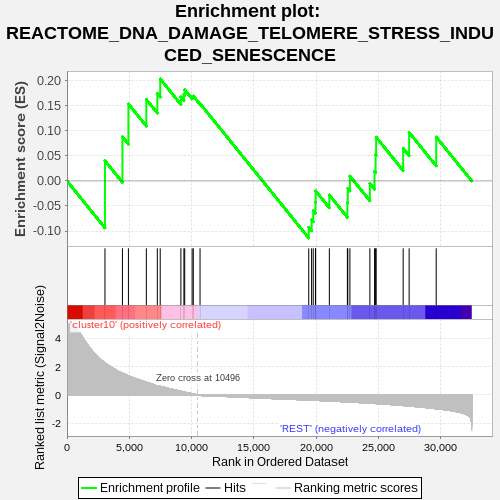 Enrichment plot:
REACTOME_DNA_DAMAGE_TELOMERE_STRESS_INDU
CED_SENESCENCE
Enrichment score (ES)
0.20
0.15
0.10
0.05
0.00
-0.05
-0.10
Ranked list metric (Signal2Noise)
4
2
0
-2
'cluster10' (positively correlated)
Zero cross at 10496
'REST' (negatively correlated)
0 5,000 10,000 15,000 20,000 25,000 30,000
Rank in Ordered Dataset
Enrichment profile Hits Ranking metric scores